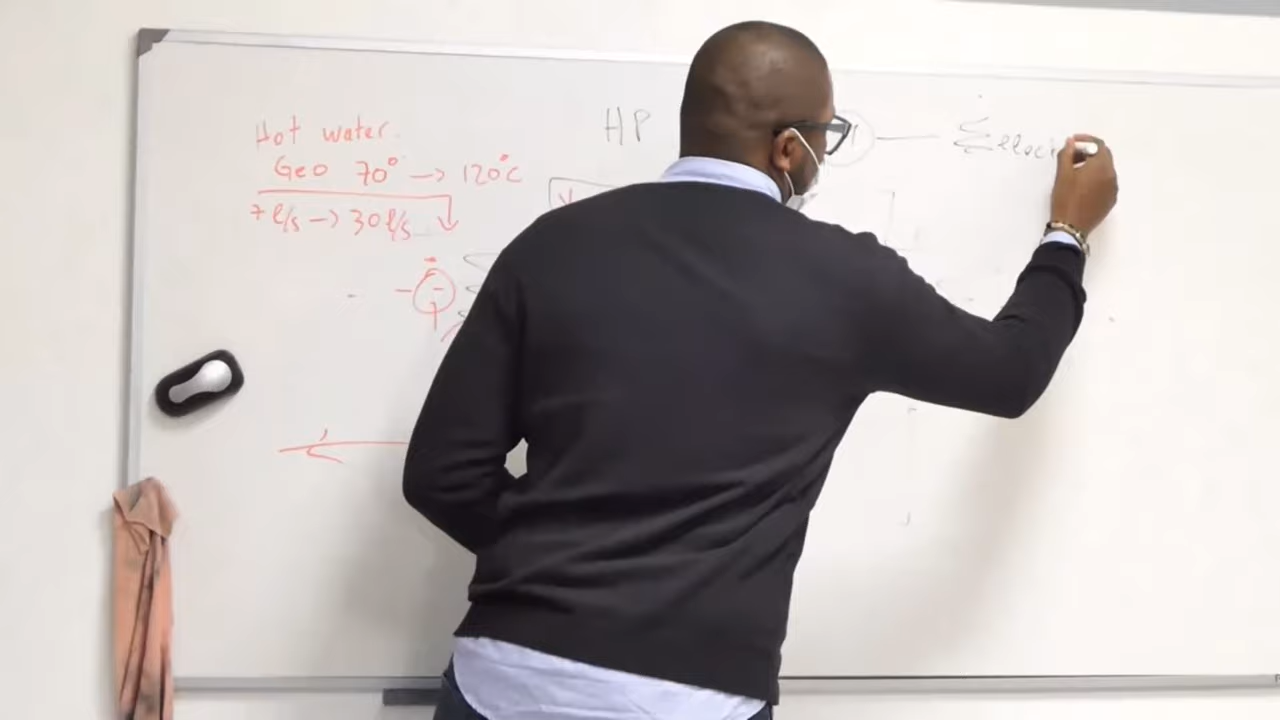 Hot water.
Geo 70° → 120°C
7 l/s → 30 l/s
HP